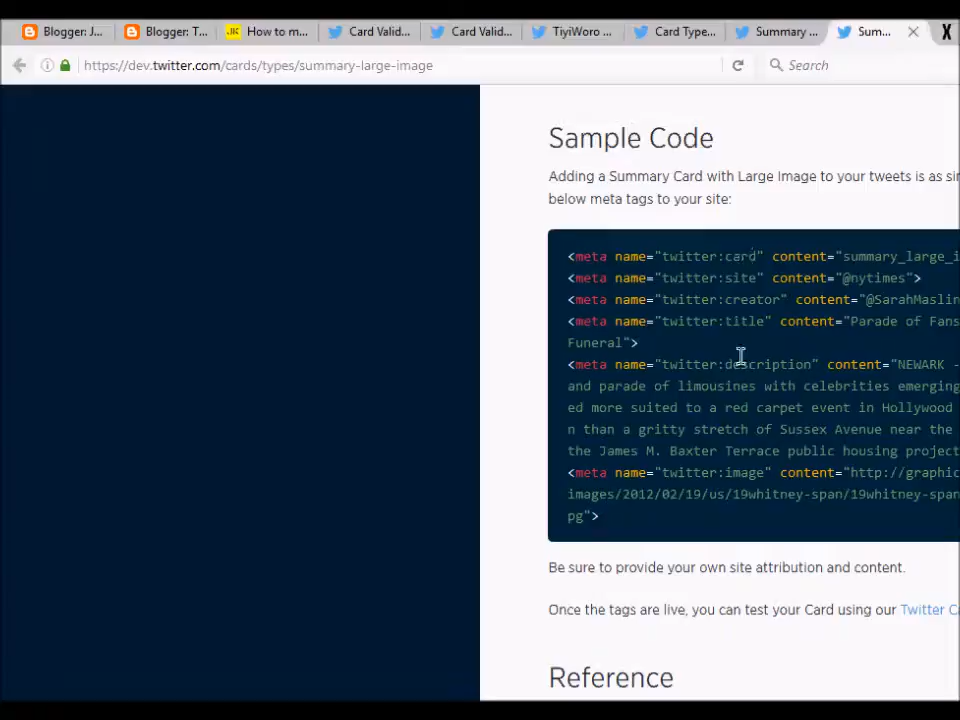 Blogger: J... Blogger: T... How to m... Card Valid... Card Valid... TiyiWoro ... Card Type... Summary ... Sum...
https://dev.twitter.com/cards/types/summary-large-image Search
Sample Code
Adding a Summary Card with Large Image to your tweets is as
below meta tags to your site:
<meta name="twitter:card" content="summary_large_i
<meta name="twitter:site" content="@nytimes">
<meta name="twitter:creator" content="@SarahMaslin
<meta name="twitter:title" content="Parade of Fans
Funeral">
<meta name="twitter:description" content="NEWARK -
and parade of limousines with celebrities emerging
ed more suited to a red carpet event in Hollywood
n than a gritty stretch of Sussex Avenue near the
the James M. Baxter Terrace public housing project
<meta name="twitter:image" content="http://graphic
images/2012/02/19/us/19whitney-span/19whitney-span
pg">
Be sure to provide your own site attribution and content.
Once the tags are live, you can test your Card using our Twitter C
Reference